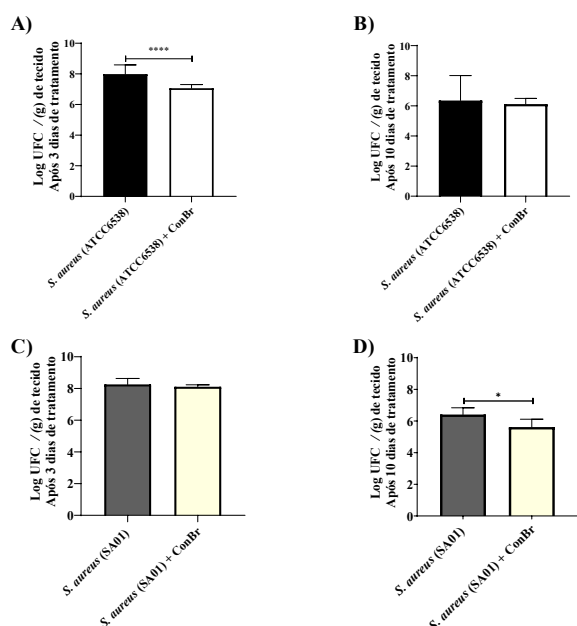 A)
Log UFC /(g) de tecido
Após 3 dias de tratamento
10
8
6
4
2
0
****
S. aureus (ATCC6538)
S. aureus (ATCC6538) + ConBr
B)
Log UFC /(g) de tecido
Após 10 dias de tratamento
10
8
6
4
2
0
S. aureus (ATCC6538)
S. aureus (ATCC6538) + ConBr
C)
Log UFC /(g) de tecido
Após 3 dias de tratamento
10
8
6
4
2
0
S. aureus (SA01)
S. aureus (SA01) + ConBr
D)
Log UFC /(g) de tecido
Após 10 dias de tratamento
10
8
6
4
2
0
*
S. aureus (SA01)
S. aureus (SA01) + ConBr